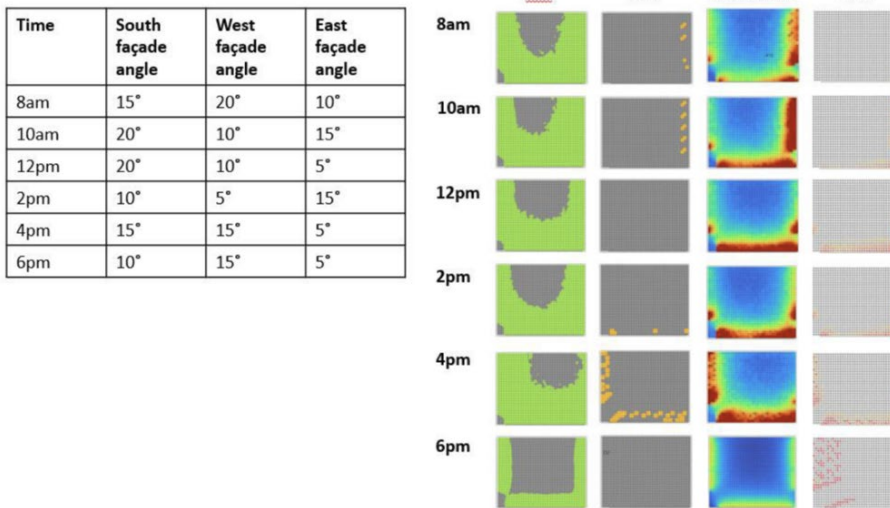 Time South façade angle West façade angle East façade angle
8am 15° 20° 10°
10am 20° 10° 15°
12pm 20° 10° 5°
2pm 10° 5° 15°
4pm 15° 15° 5°
6pm 10° 15° 5°
8am
10am
12pm
2pm
4pm
6pm